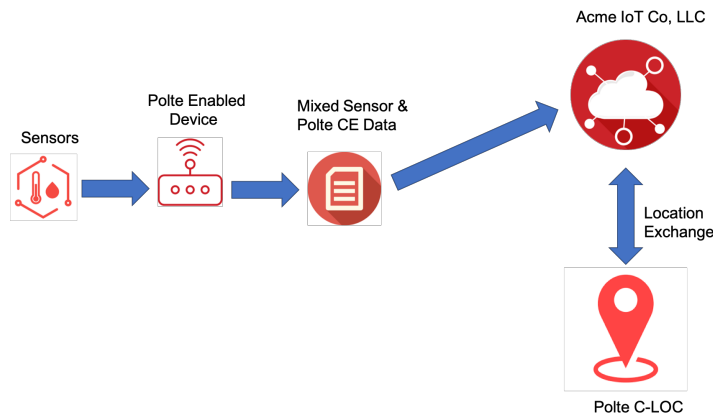 Acme IoT Co, LLC
Polte Enabled
Device
Mixed Sensor &
Polte CE Data
Sensors
Location
Exchange
Polte C-LOC